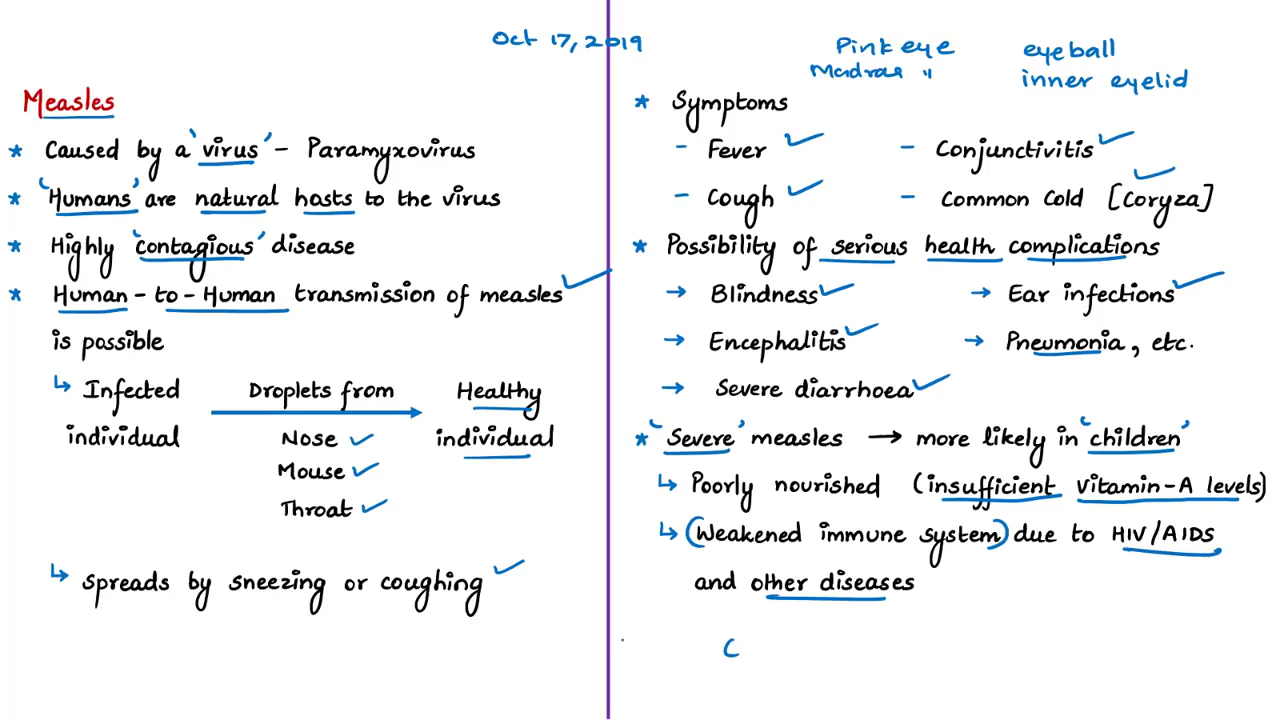 Oct 17, 2019
Measles
* Caused by a 'virus' - Paramyxovirus
* 'Humans' are natural hosts to the virus
* Highly 'contagious' disease
* Human-to-Human transmission of measles
is possible
↳ Infected Droplets from Healthy
individual Nose individual
Mouse
Throat
↳ spreads by sneezing or coughing
Pink eye eyeball
Madras " inner eyelid
* Symptoms
- Fever - Conjunctivitis
- Cough - Common Cold [Coryza]
* Possibility of serious health complications
→ Blindness → Ear infections
→ Encephalitis → Pneumonia, etc.
→ Severe diarrhoea
* 'Severe' measles → more likely in 'children'
↳ Poorly nourished (insufficient vitamin-A levels)
↳ (Weakened immune system) due to HIV/AIDS
and other diseases
C